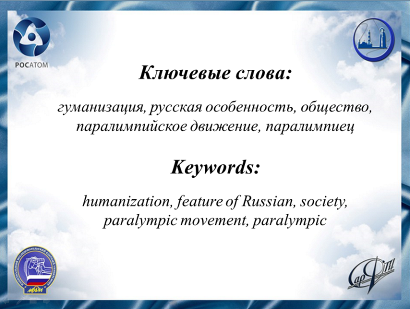 РОСАТОМ
Ключевые слова:
гуманизация, русская особенность, общество,
паралимпийское движение, паралимпиец
Keywords:
humanization, feature of Russian, society,
paralympic movement, paralympic